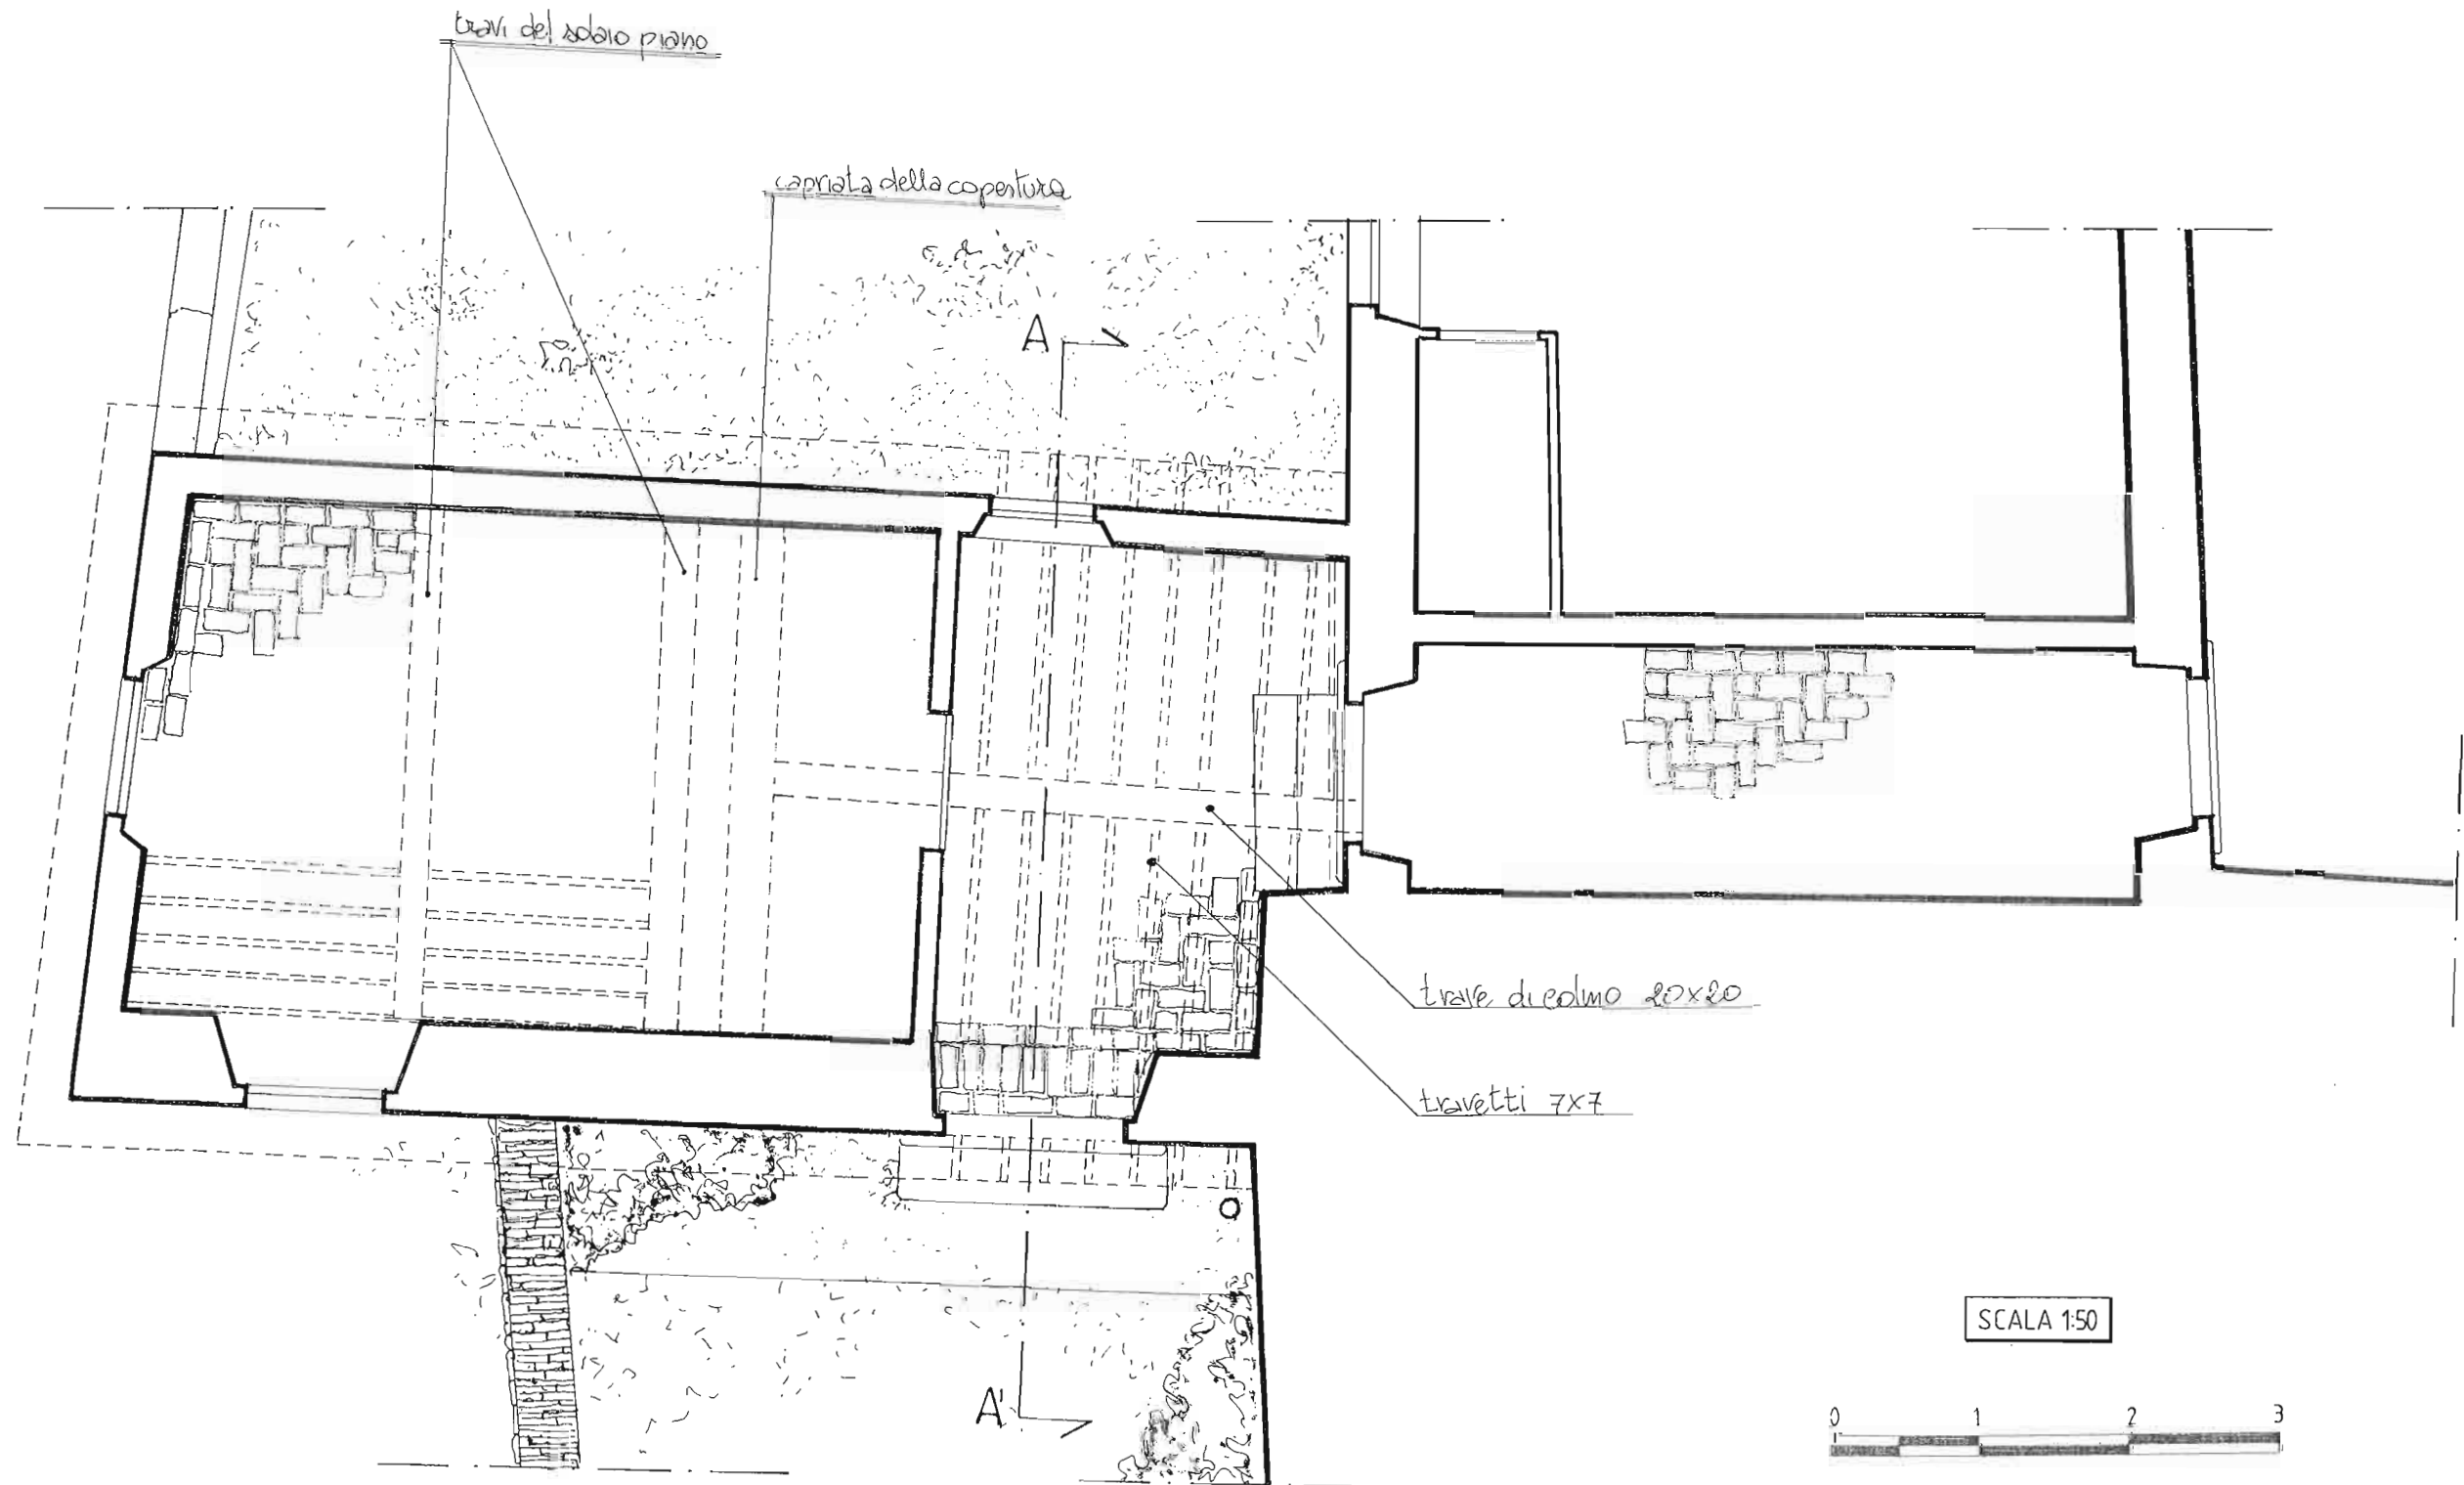 travi del solaio piano
capriata della copertura
A
trave di colmo 20x20
travetti 7x7
A'
SCALA 1:50
0 1 2 3